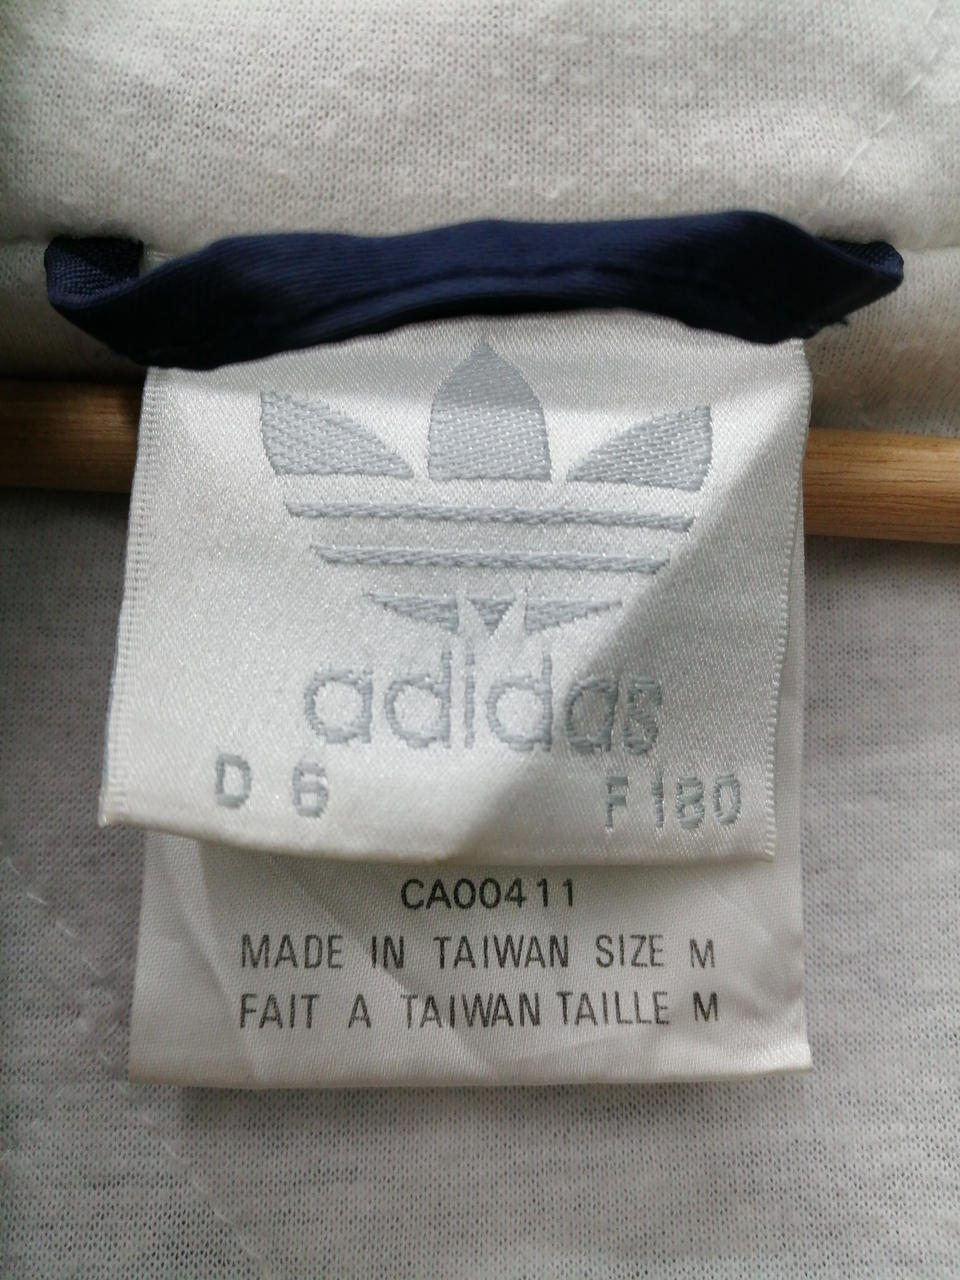 adidas
D 6 F 180
CA00411
MADE IN TAIWAN SIZE M
FAIT A TAIWAN TAILLE M